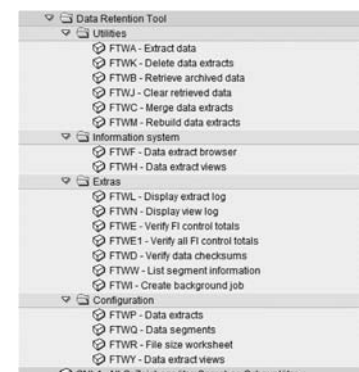 Data Retention Tool
Utilities
FTWA - Extract data
FTWK - Delete data extracts
FTWB - Retrieve archived data
FTWJ - Clear retrieved data
FTWC - Merge data extracts
FTWM - Rebuild data extracts
Information system
FTWF - Data extract browser
FTWH - Data extract views
Extras
FTWL - Display extract log
FTWN - Display view log
FTWE - Verify FI control totals
FTWE1 - Verify all FI control totals
FTWD - Verify data checksums
FTWW - List segment information
FTWI - Create background job
Configuration
FTWP - Data extracts
FTWQ - Data segments
FTWR - File size worksheet
FTWY - Data extract views